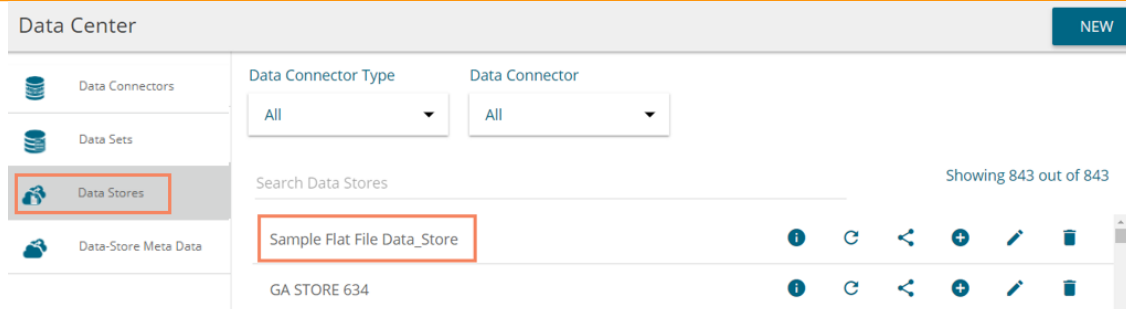 Data Center
NEW
Data Connectors
Data Sets
Data Stores
Data-Store Meta Data
Data Connector Type
Data Connector
All
All
Search Data Stores
Showing 843 out of 843
Sample Flat File Data_Store
GA STORE 634